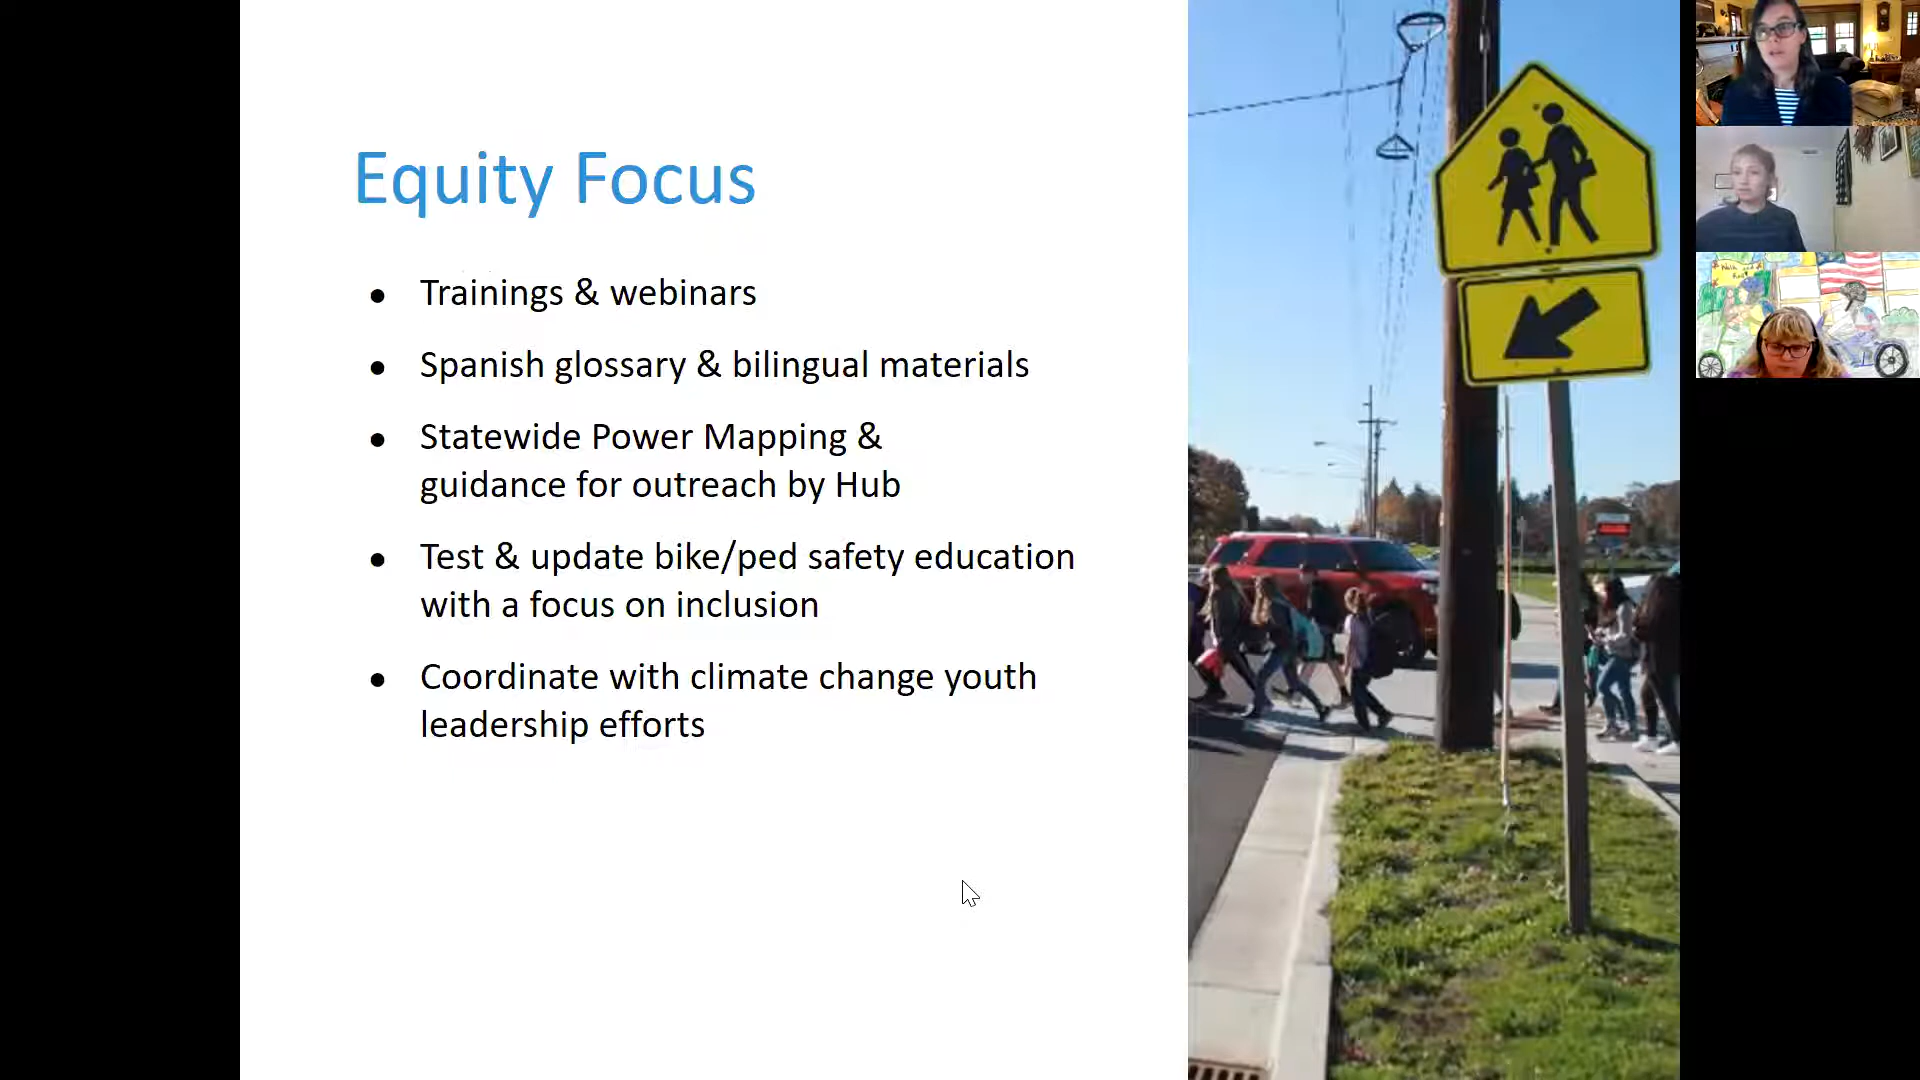 Equity Focus
● Trainings & webinars
● Spanish glossary & bilingual materials
● Statewide Power Mapping &
guidance for outreach by Hub
● Test & update bike/ped safety education
with a focus on inclusion
● Coordinate with climate change youth
leadership efforts